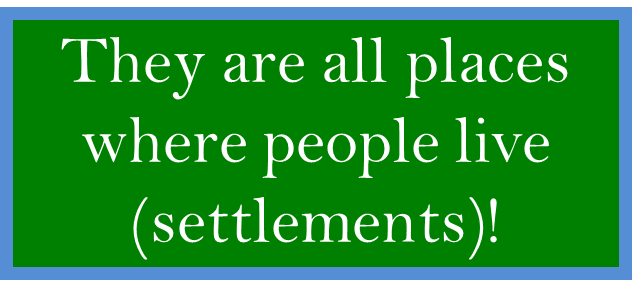 They are all places
where people live
(settlements)!